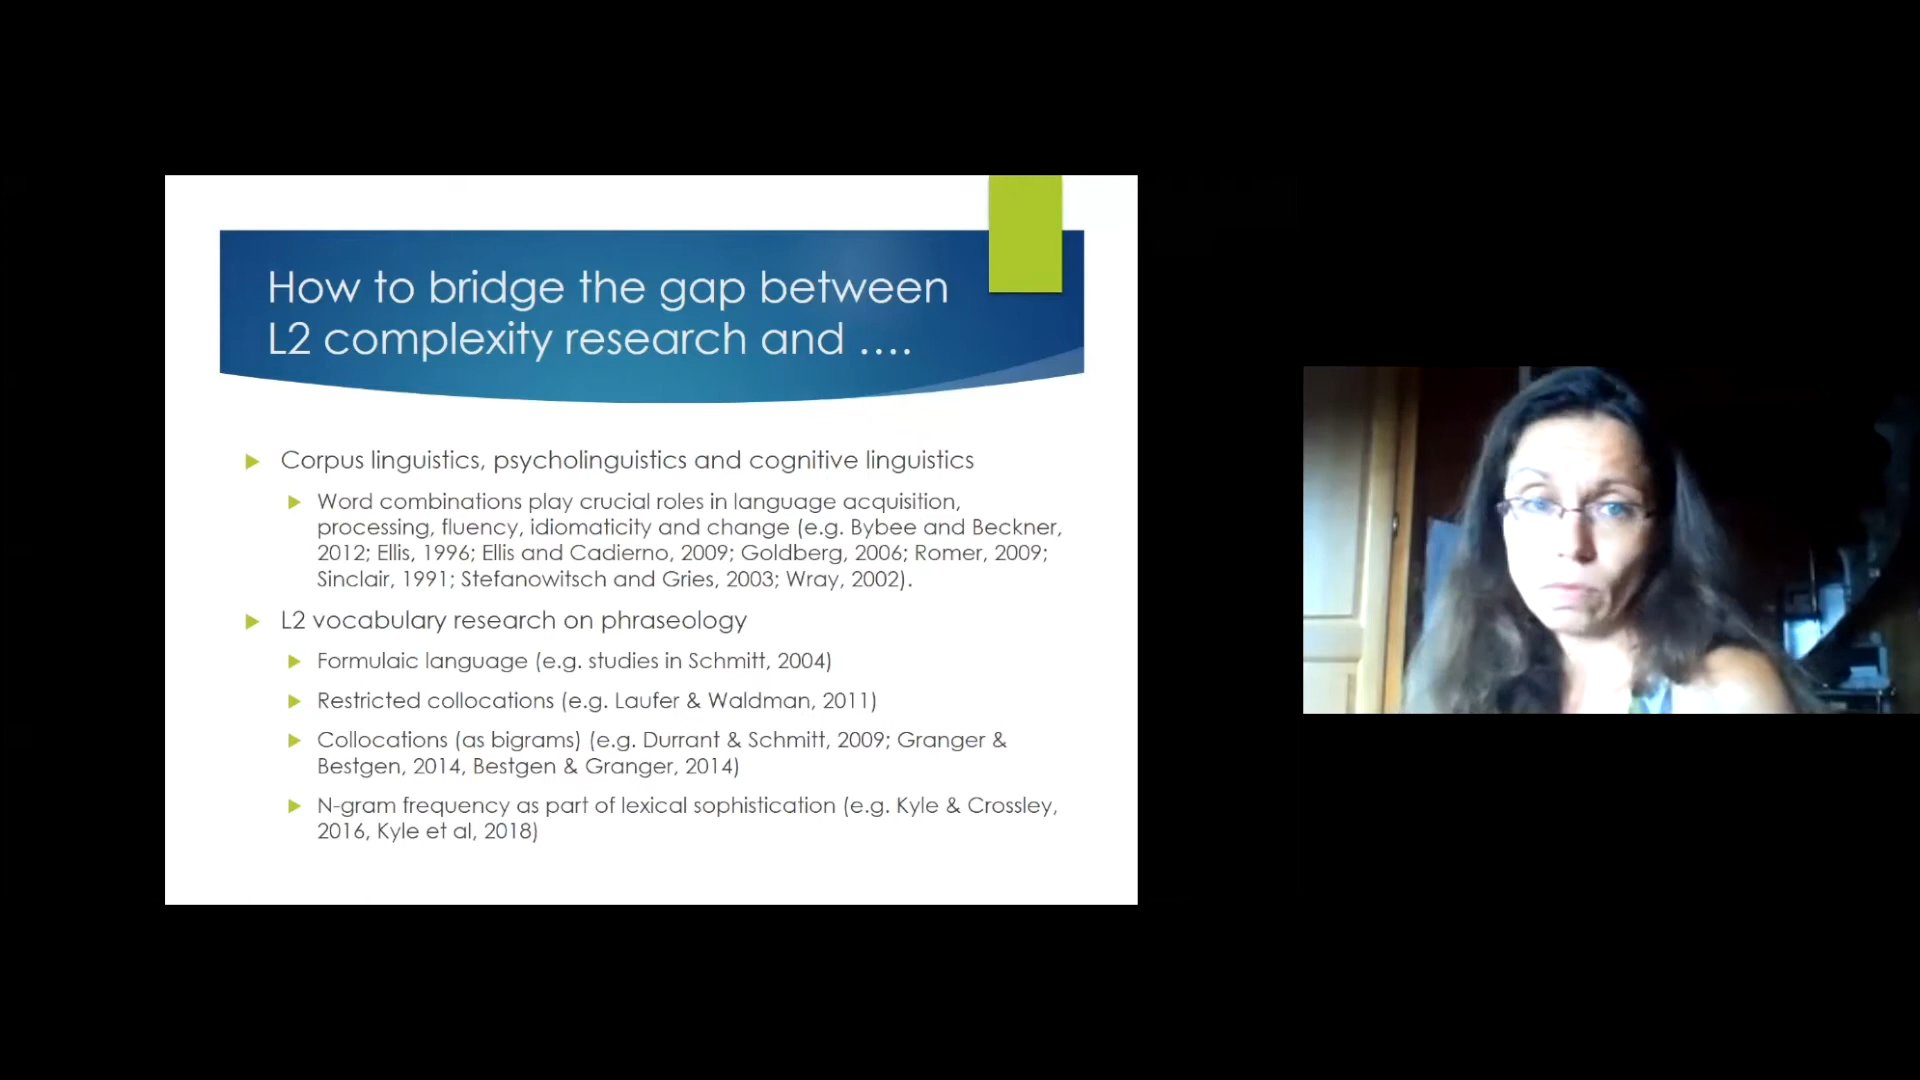 How to bridge the gap between
L2 complexity research and ....
Corpus linguistics, psycholinguistics and cognitive linguistics
Word combinations play crucial roles in language acquisition,
processing, fluency, idiomaticity and change (e.g. Bybee and Beckner,
2012; Ellis, 1996; Ellis and Cadierno, 2009; Goldberg, 2006; Romer, 2009;
Sinclair, 1991; Stefanowitsch and Gries, 2003; Wray, 2002).
L2 vocabulary research on phraseology
Formulaic language (e.g. studies in Schmitt, 2004)
Restricted collocations (e.g. Laufer & Waldman, 2011)
Collocations (as bigrams) (e.g. Durrant & Schmitt, 2009; Granger &
Bestgen, 2014, Bestgen & Granger, 2014)
N-gram frequency as part of lexical sophistication (e.g. Kyle & Crossley,
2016, Kyle et al, 2018)